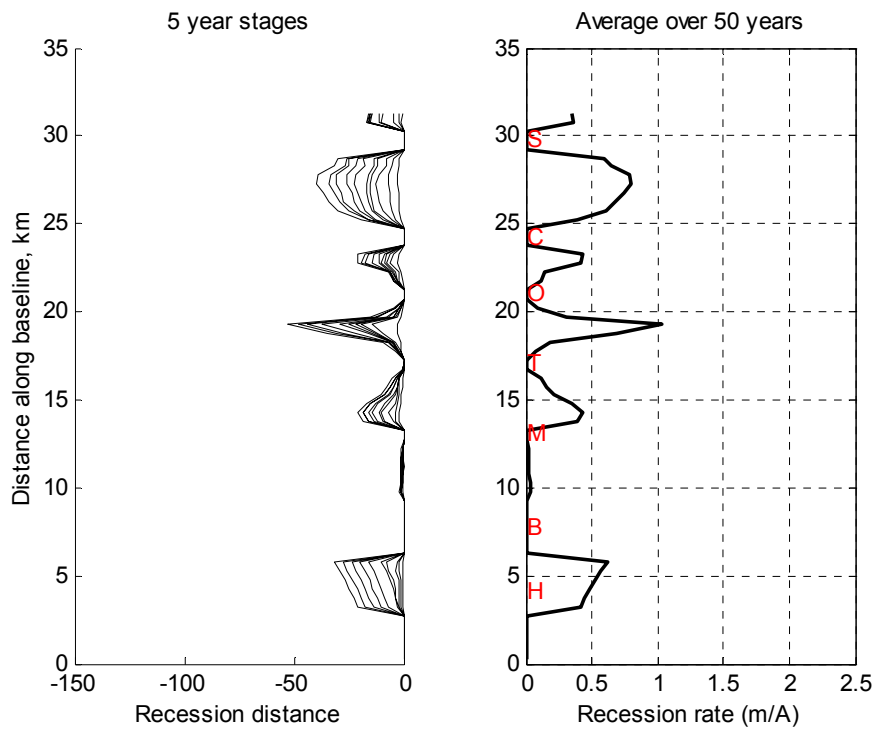 5 year stages
35
30
25
20
15
10
5
0
Distance along baseline, km
-150
-100
-50
0
Recession distance
Average over 50 years
35
30
25
20
15
10
5
0
S
C
O
T
M
B
H
0
0.5
1
1.5
2
2.5
Recession rate (m/A)